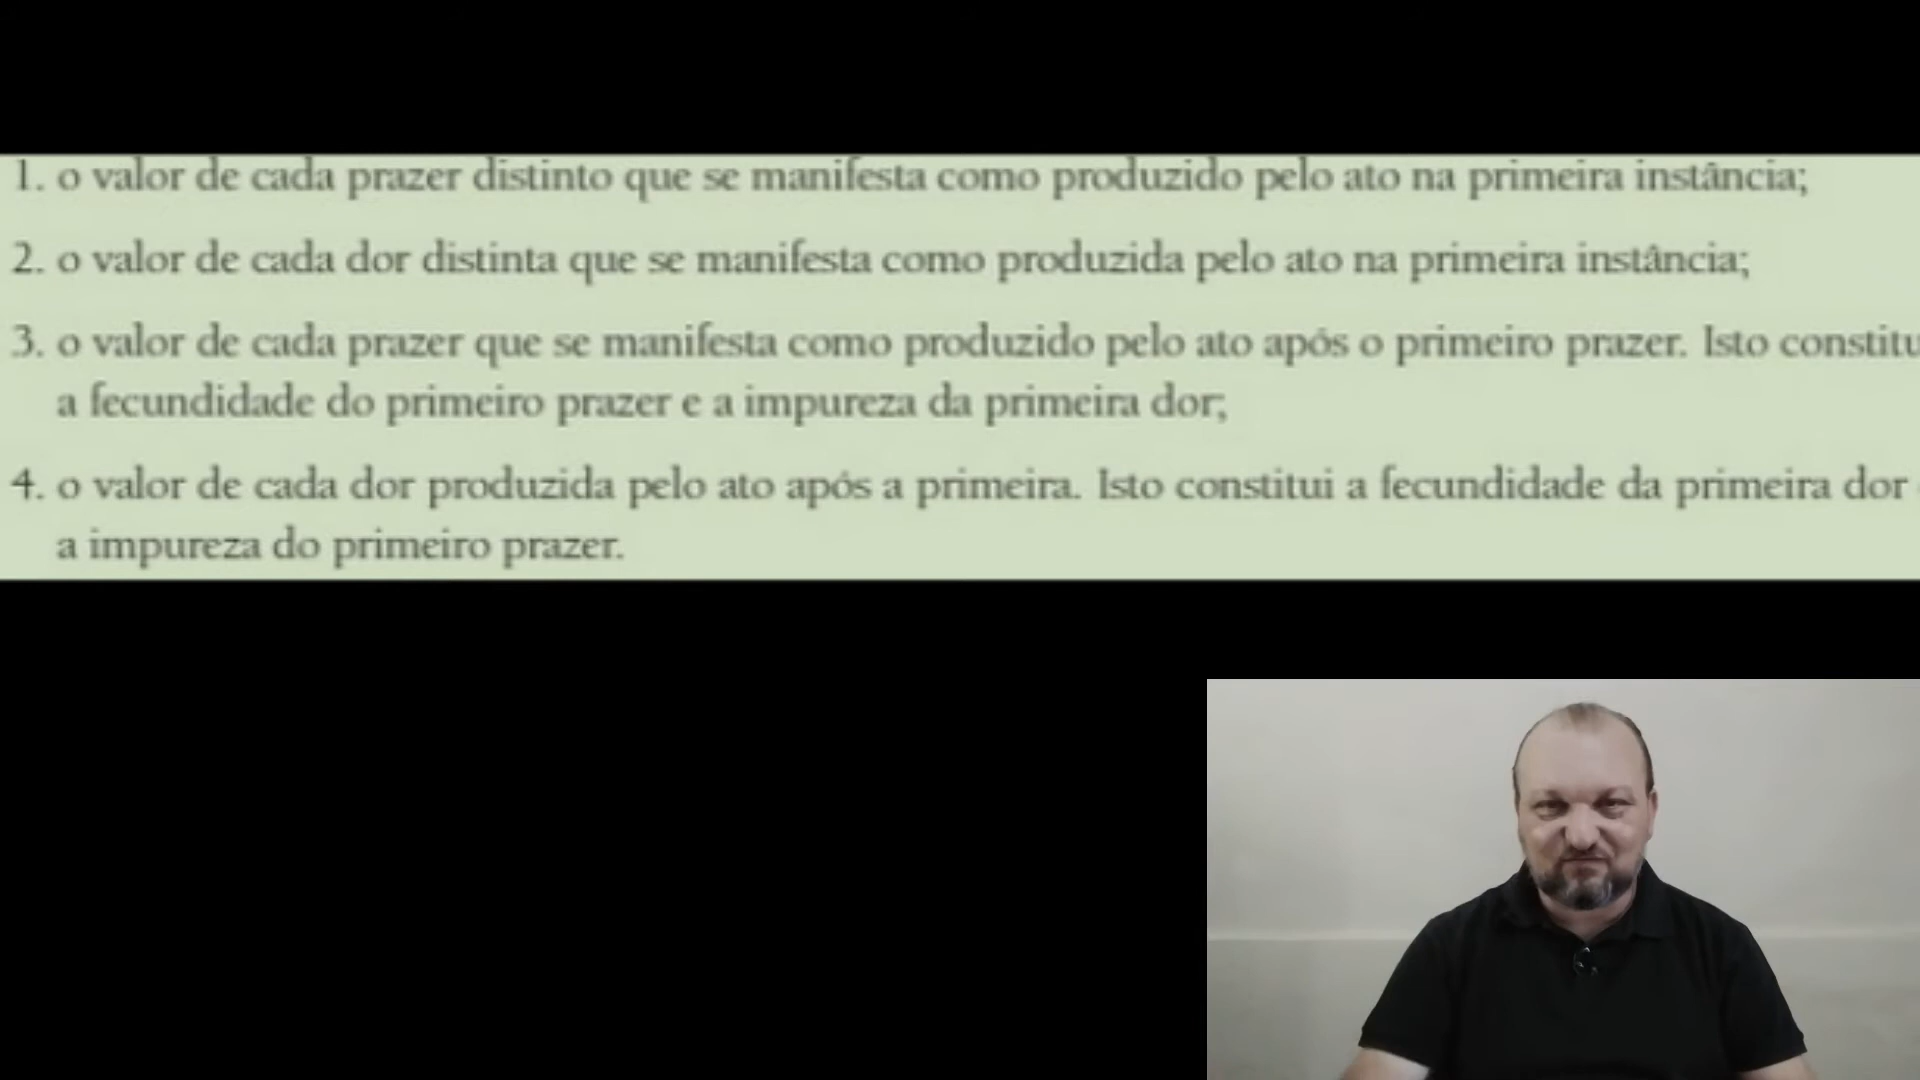 1. o valor de cada prazer distinto que se manifesta como produzido pelo ato na primeira instância;
2. o valor de cada dor distinta que se manifesta como produzida pelo ato na primeira instância;
3. o valor de cada prazer que se manifesta como produzido pelo ato após o primeiro prazer. Isto constitu
a fecundidade do primeiro prazer e a impureza da primeira dor;
4. o valor de cada dor produzida pelo ato após a primeira. Isto constitui a fecundidade da primeira dor
a impureza do primeiro prazer.